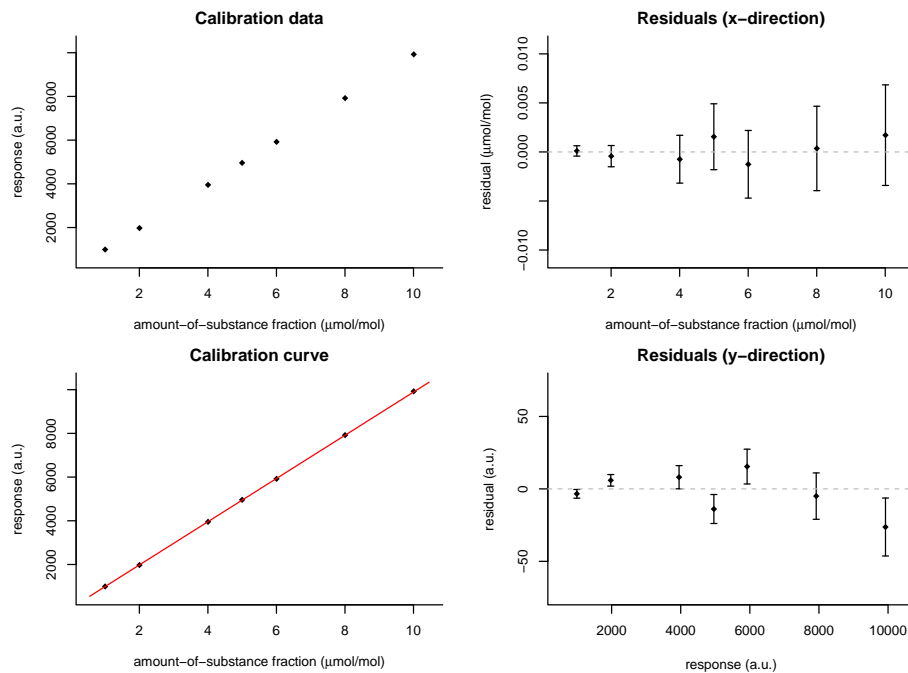 Calibration data
response (a.u.)
2000 4000 6000 8000
2 4 6 8 10
amount−of−substance fraction (μmol/mol)
Residuals (x−direction)
residual (μmol/mol)
−0.010 0.000 0.005 0.010
2 4 6 8 10
amount−of−substance fraction (μmol/mol)
Calibration curve
response (a.u.)
2000 4000 6000 8000
2 4 6 8 10
amount−of−substance fraction (μmol/mol)
Residuals (y−direction)
residual (a.u.)
−50 0 50
2000 4000 6000 8000 10000
response (a.u.)